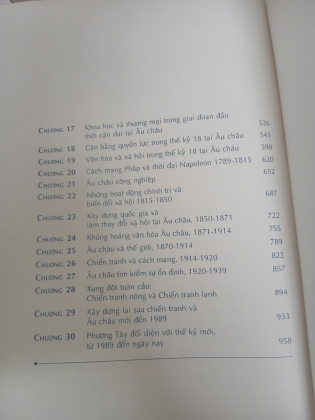 CHƯƠNG 17 Khoa học và thương mại trong giai đoạn đầu
thời cận đại tại Âu châu 526
CHƯƠNG 18 Cân bằng quyền lực trong thế kỷ 18 tại Âu châu 541
CHƯƠNG 19 Văn hóa và xã hội trong thế kỷ 18 tại Âu châu 590
CHƯƠNG 20 Cách mạng Pháp và thời đại Napoleon 1789-1815 620
CHƯƠNG 21 Âu châu công nghiệp 652
CHƯƠNG 22 Những hoạt động chính trị và
biến đổi xã hội 1815-1850 687
CHƯƠNG 23 Xây dựng quốc gia và
làm thay đổi xã hội tại Âu châu, 1850-1871 722
CHƯƠNG 24 Khủng hoảng văn hóa Âu châu, 1871-1914 755
CHƯƠNG 25 Âu châu và thế giới, 1870-1914 789
CHƯƠNG 26 Chiến tranh và cách mạng, 1914-1920 822
CHƯƠNG 27 Âu châu tìm kiếm sự ổn định, 1920-1939 857
CHƯƠNG 28 Xung đột toàn cầu:
Chiến tranh nóng và Chiến tranh lạnh 894
CHƯƠNG 29 Xây dựng lại sau chiến tranh và
Âu châu mới đến 1989 933
CHƯƠNG 30 Phương Tây đối diện với thế kỷ mới,
từ 1989 đến ngày nay 958